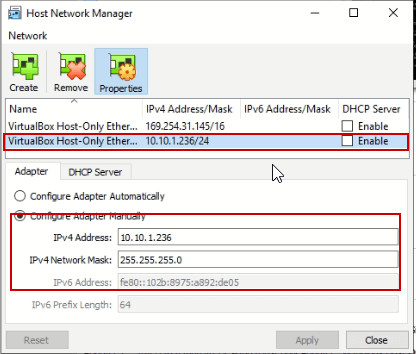 Host Network Manager
Network
Create Remove Properties
Name IPv4 Address/Mask IPv6 Address/Mask DHCP Server
VirtualBox Host-Only Ether... 169.254.31.145/16 Enable
VirtualBox Host-Only Ether... 10.10.1.236/24 Enable
Adapter DHCP Server
Configure Adapter Automatically
Configure Adapter Manually
IPv4 Address: 10.10.1.236
IPv4 Network Mask: 255.255.255.0
IPv6 Address: fe80::102b:8975:a892:de05
IPv6 Prefix Length: 64
Reset Apply Close